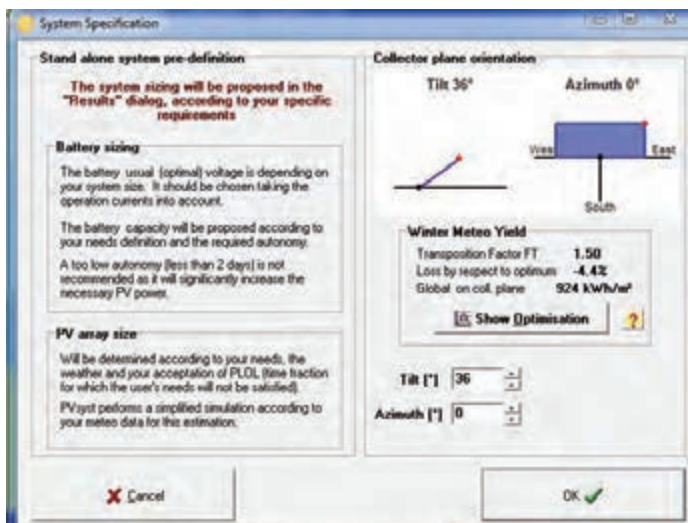 System Specification
Stand alone system pre-definition
The system sizing will be proposed in the
"Results" dialog, according to your specific
requirements
Battery sizing
The battery usual (optimal) voltage is depending on
your system size. It should be chosen taking the
operation currents into account.
The battery capacity will be proposed according to
your needs definition and the required autonomy.
A too low autonomy (less than 2 days) is not
recommended as it will significantly increase the
necessary PV power.
PV array size
Will be determined according to your needs, the
weather and your acceptation of PLOL (time fraction
for which the user's needs will not be satisfied).
PVsyst performs a simplified simulation according to
your meteo data for this estimation.
Cancel
Collector plane orientation
Tilt 36° Azimuth 0°
West East
South
Winter Meteo Yield
Transposition Factor FT 1.50
Loss by respect to optimum -4.4%
Global on coll. plane 924 kWh/m²
Show Optimisation ?
Tilt [°] 36
Azimuth [°] 0
OK